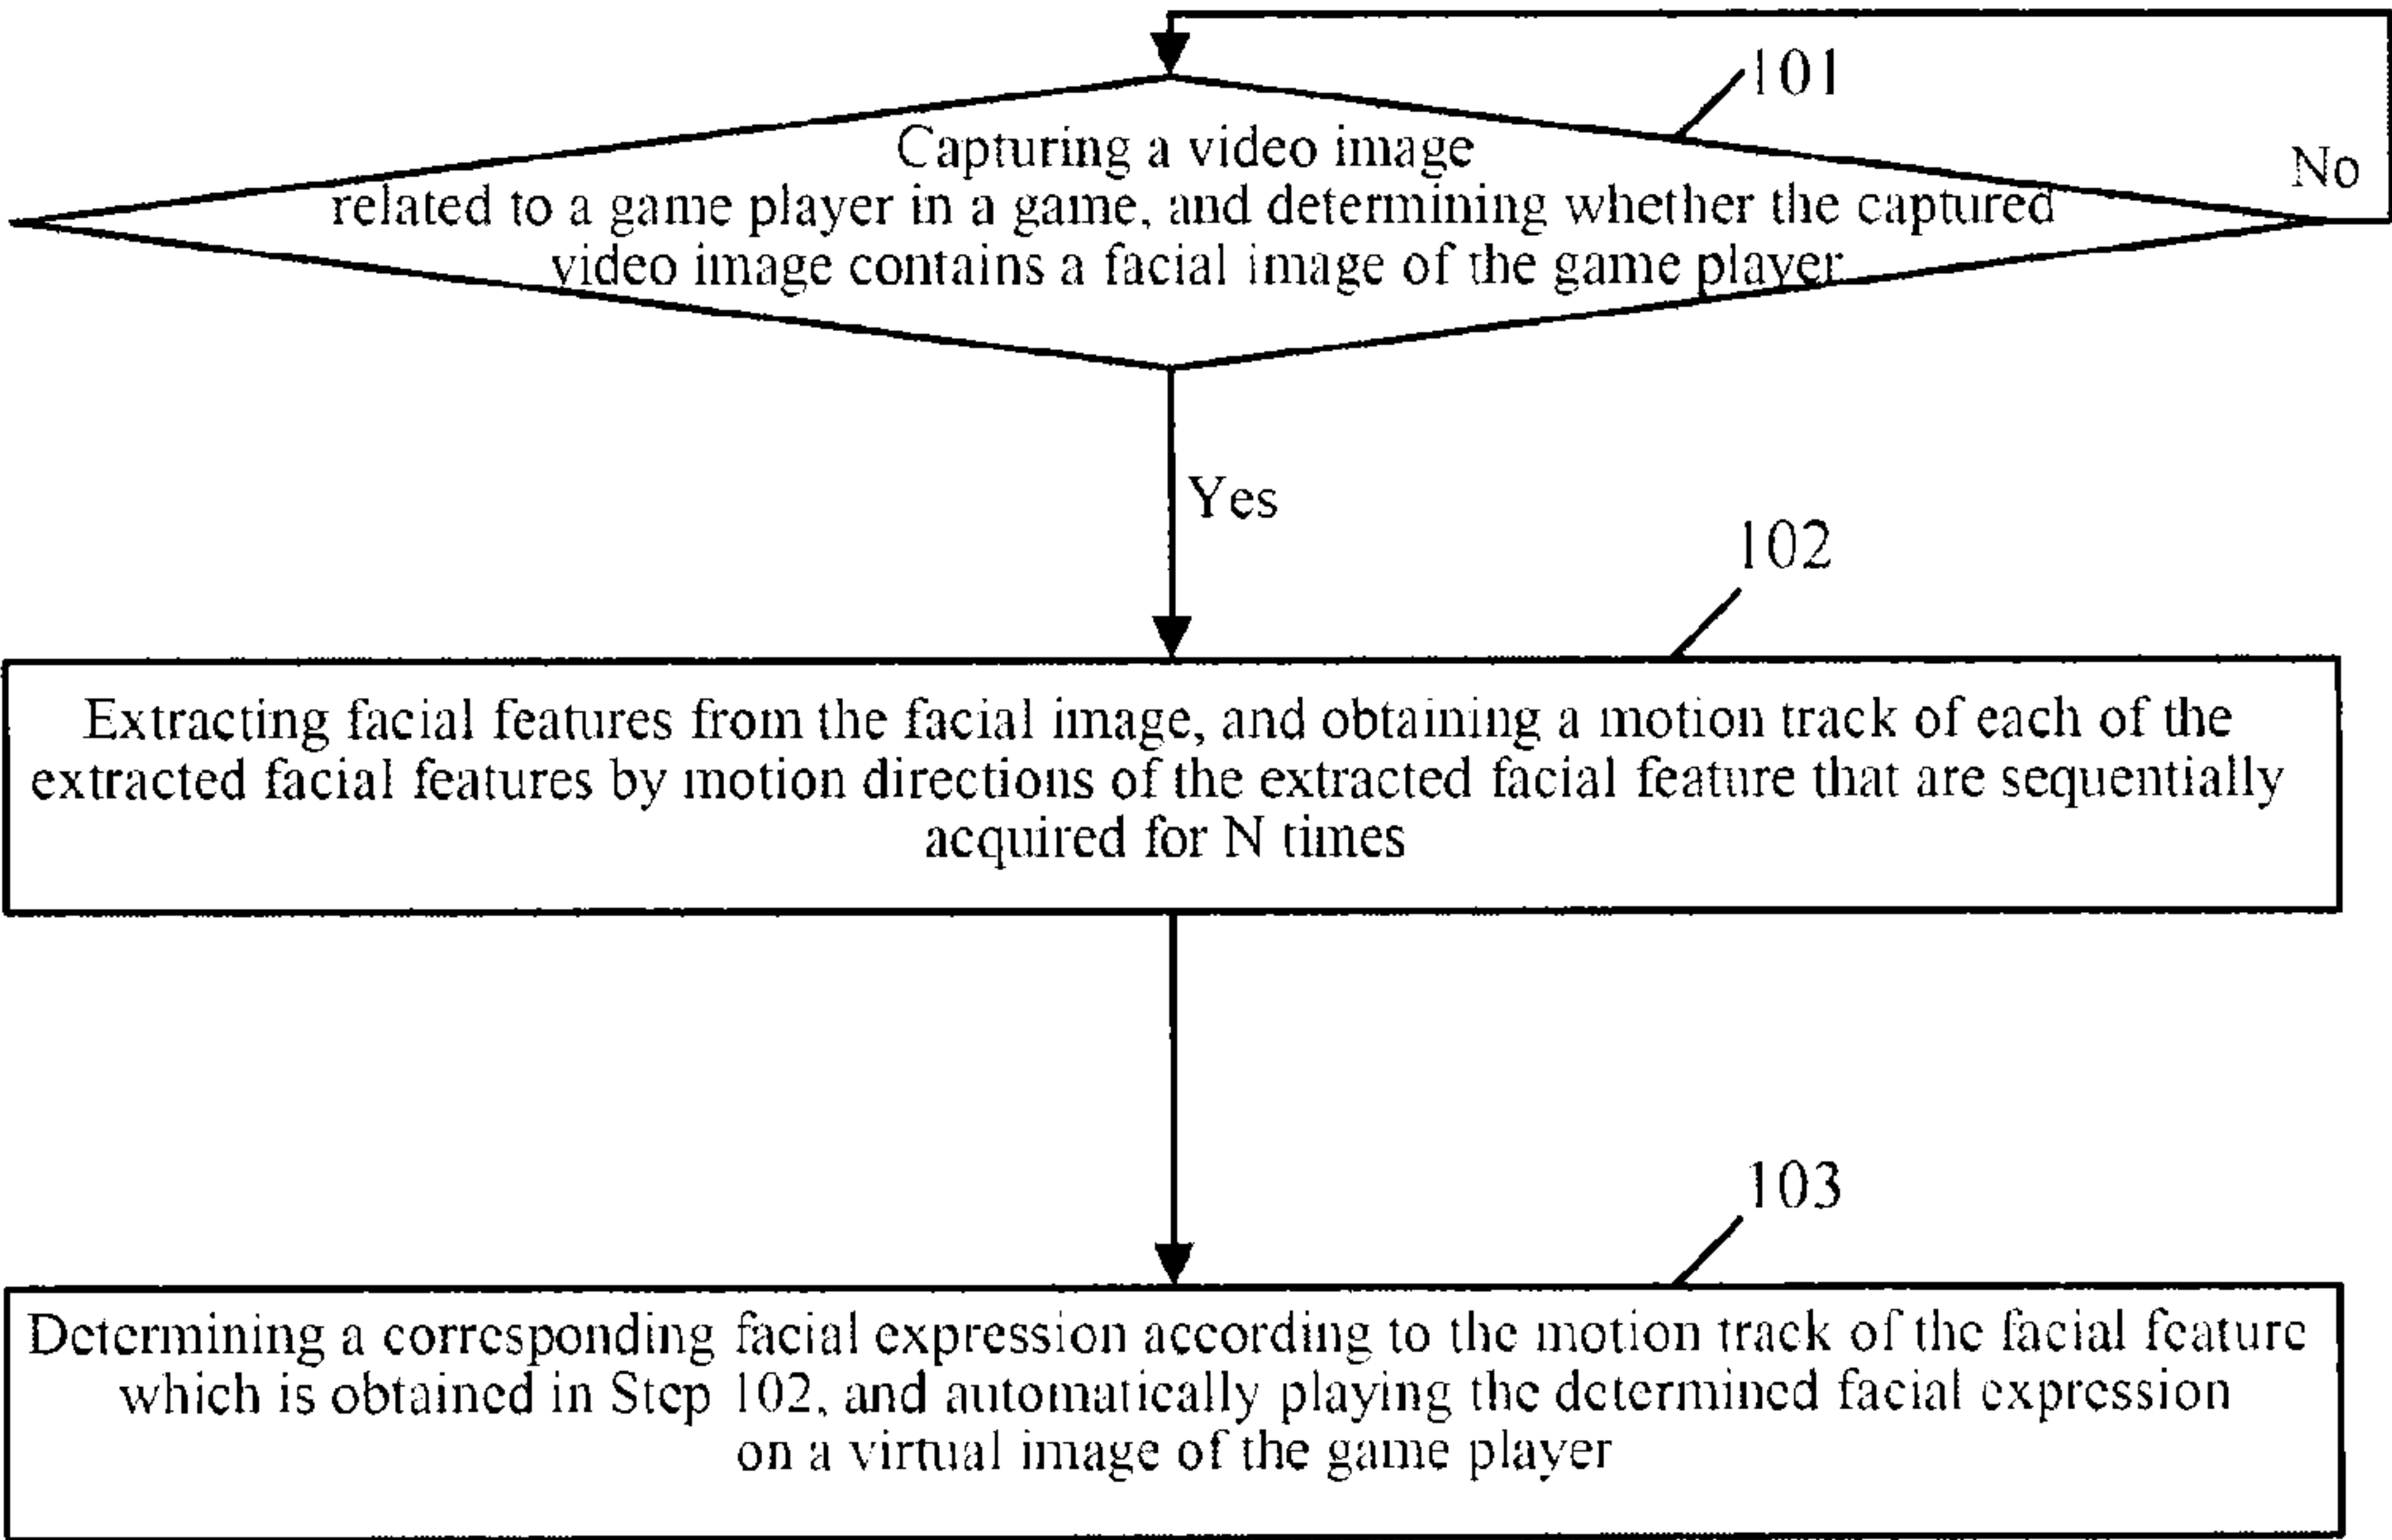 101
Capturing a video image
No
related to a game player in a game, and determining whether the captured
video image contains a facial image of the game player
Yes
102
Extracting facial features from the facial image, and obtaining a motion track of each of the
extracted facial features by motion directions of the extracted facial feature that are sequentially
acquired for N times
103
Determining a corresponding facial expression according to the motion track of the facial feature
which is obtained in Step 102, and automatically playing the determined facial expression
on a virtual image of the game player